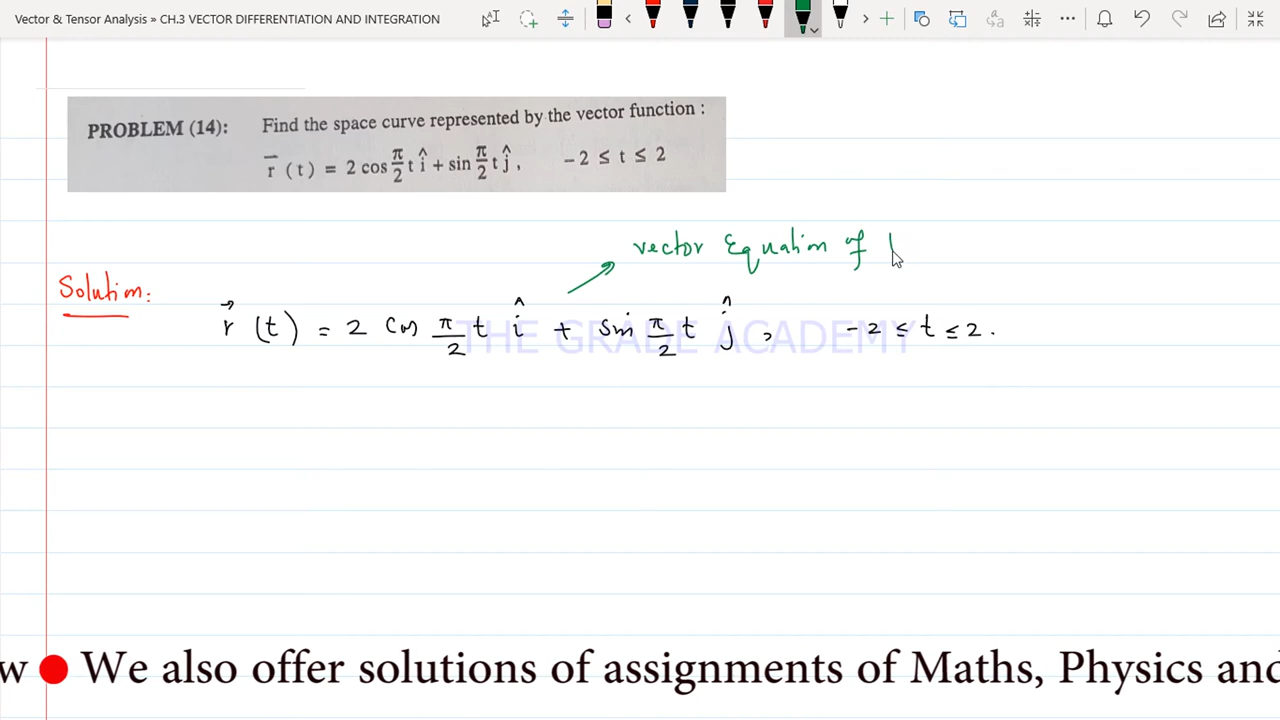 Vector & Tensor Analysis » CH.3 VECTOR DIFFERENTIATION AND INTEGRATION
PROBLEM (14): Find the space curve represented by the vector function :
r⃗ (t) = 2 cos π/2 t î + sin π/2 t ĵ, -2 ≤ t ≤ 2
vector Equation of
Solution:
r⃗ (t) = 2 Cos π/2 t î + Sin π/2 t ĵ, -2 ≤ t ≤ 2.
THE GRADE ACADEMY
w ● We also offer solutions of assignments of Maths, Physics and